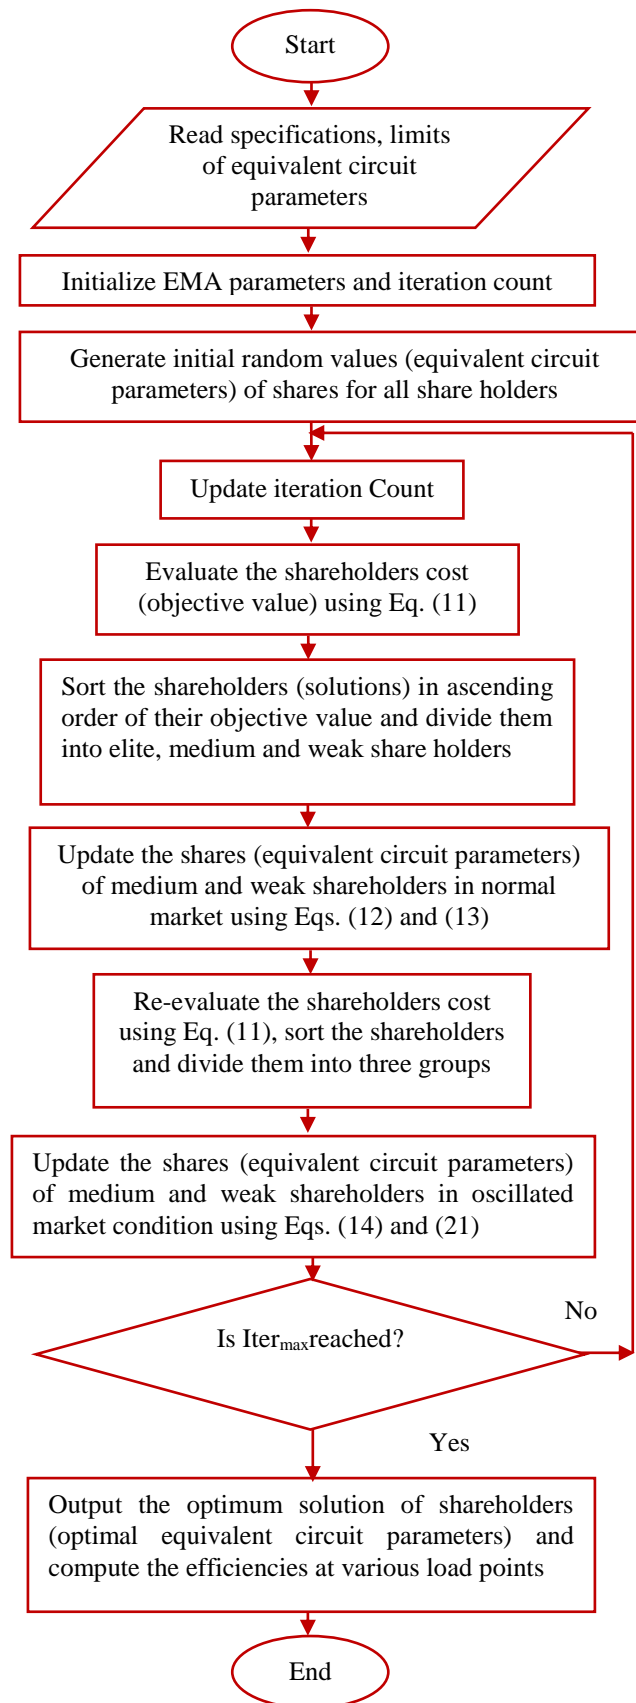 Start
Read specifications, limits
of equivalent circuit
parameters
Initialize EMA parameters and iteration count
Generate initial random values (equivalent circuit
parameters) of shares for all share holders
Update iteration Count
Evaluate the shareholders cost
(objective value) using Eq. (11)
Sort the shareholders (solutions) in ascending
order of their objective value and divide them
into elite, medium and weak share holders
Update the shares (equivalent circuit parameters)
of medium and weak shareholders in normal
market using Eqs. (12) and (13)
Re-evaluate the shareholders cost
using Eq. (11), sort the shareholders
and divide them into three groups
Update the shares (equivalent circuit parameters)
of medium and weak shareholders in oscillated
market condition using Eqs. (14) and (21)
No
Is Itermaxreached?
Yes
Output the optimum solution of shareholders
(optimal equivalent circuit parameters) and
compute the efficiencies at various load points
End